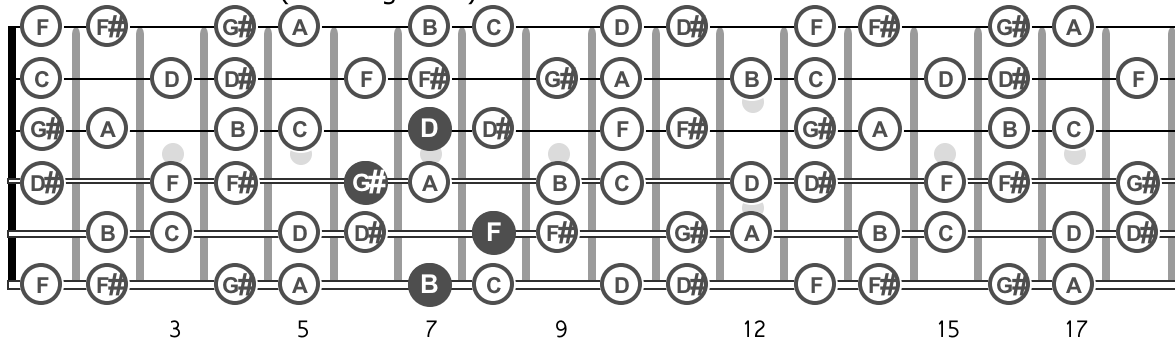 F F# G# A B C D D# F F# G# A
C D D# F F# G# A B C D D# F
G# A B C D D# F F# G# A B C
D# F F# G# A B C D D# F F# G#
B C D D# F F# G# A B C D D#
F F# G# A B C D D# F F# G# A
3 5 7 9 12 15 17